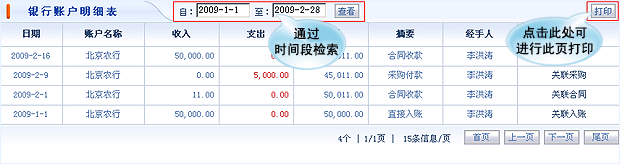 银行账户明细表 自： 2009-1-1 至： 2009-2-28 查看 打印
通过
时间段检索
点击此处可
进行此页打印
日期 账户名称 收入 支出 摘要 经手人
2009-2-16 北京农行 50,000.00 0.00 50,011.00 合同收款 李洪涛
2009-2-9 北京农行 0.00 5,000.00 45,011.00 采购付款 李洪涛 关联采购
2009-2-1 北京农行 11.00 0.00 50,011.00 合同收款 李洪涛 关联合同
2009-1-1 北京农行 50,000.00 0.00 50,000.00 直接入账 李洪涛 关联入账
4个 | 1/1页 | 15条信息/页 首页 上一页 下一页 尾页